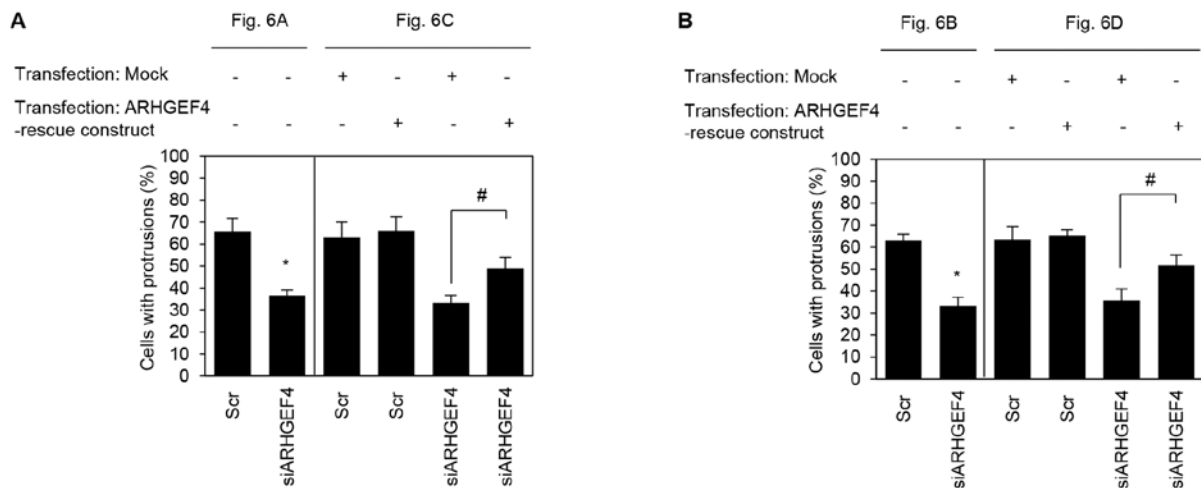 A
Fig. 6A
Fig. 6C
Transfection: Mock
- - + - + -
Transfection: ARHGEF4
-rescue construct
- - - + - +
Cells with protrusions (%)
100
90
80
70
60
50
40
30
20
10
0
*
#
Scr
siARHGEF4
Scr
Scr
siARHGEF4
siARHGEF4
B
Fig. 6B
Fig. 6D
Transfection: Mock
- - + - + -
Transfection: ARHGEF4
-rescue construct
- - - + - +
Cells with protrusions (%)
100
90
80
70
60
50
40
30
20
10
0
*
#
Scr
siARHGEF4
Scr
Scr
siARHGEF4
siARHGEF4